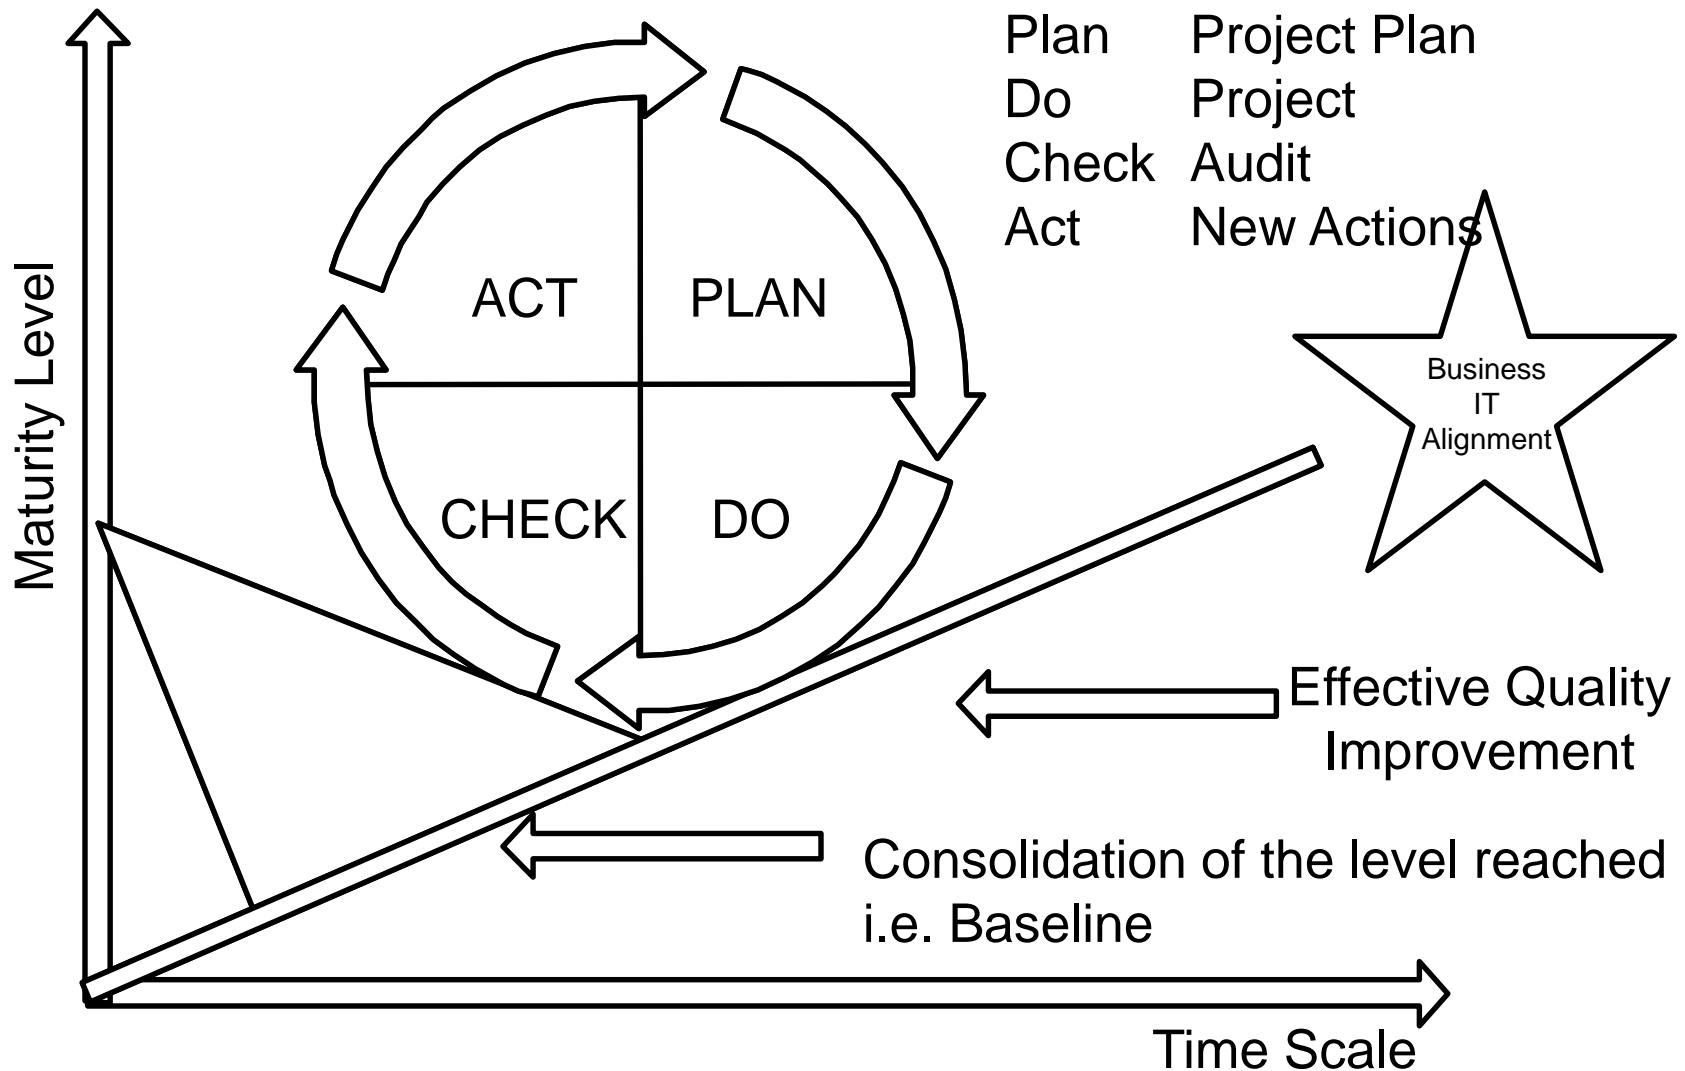 Plan Project Plan
Do Project
Check Audit
Act New Actions
Maturity Level
ACT PLAN
CHECK DO
Business
IT
Alignment
Effective Quality
Improvement
Consolidation of the level reached
i.e. Baseline
Time Scale